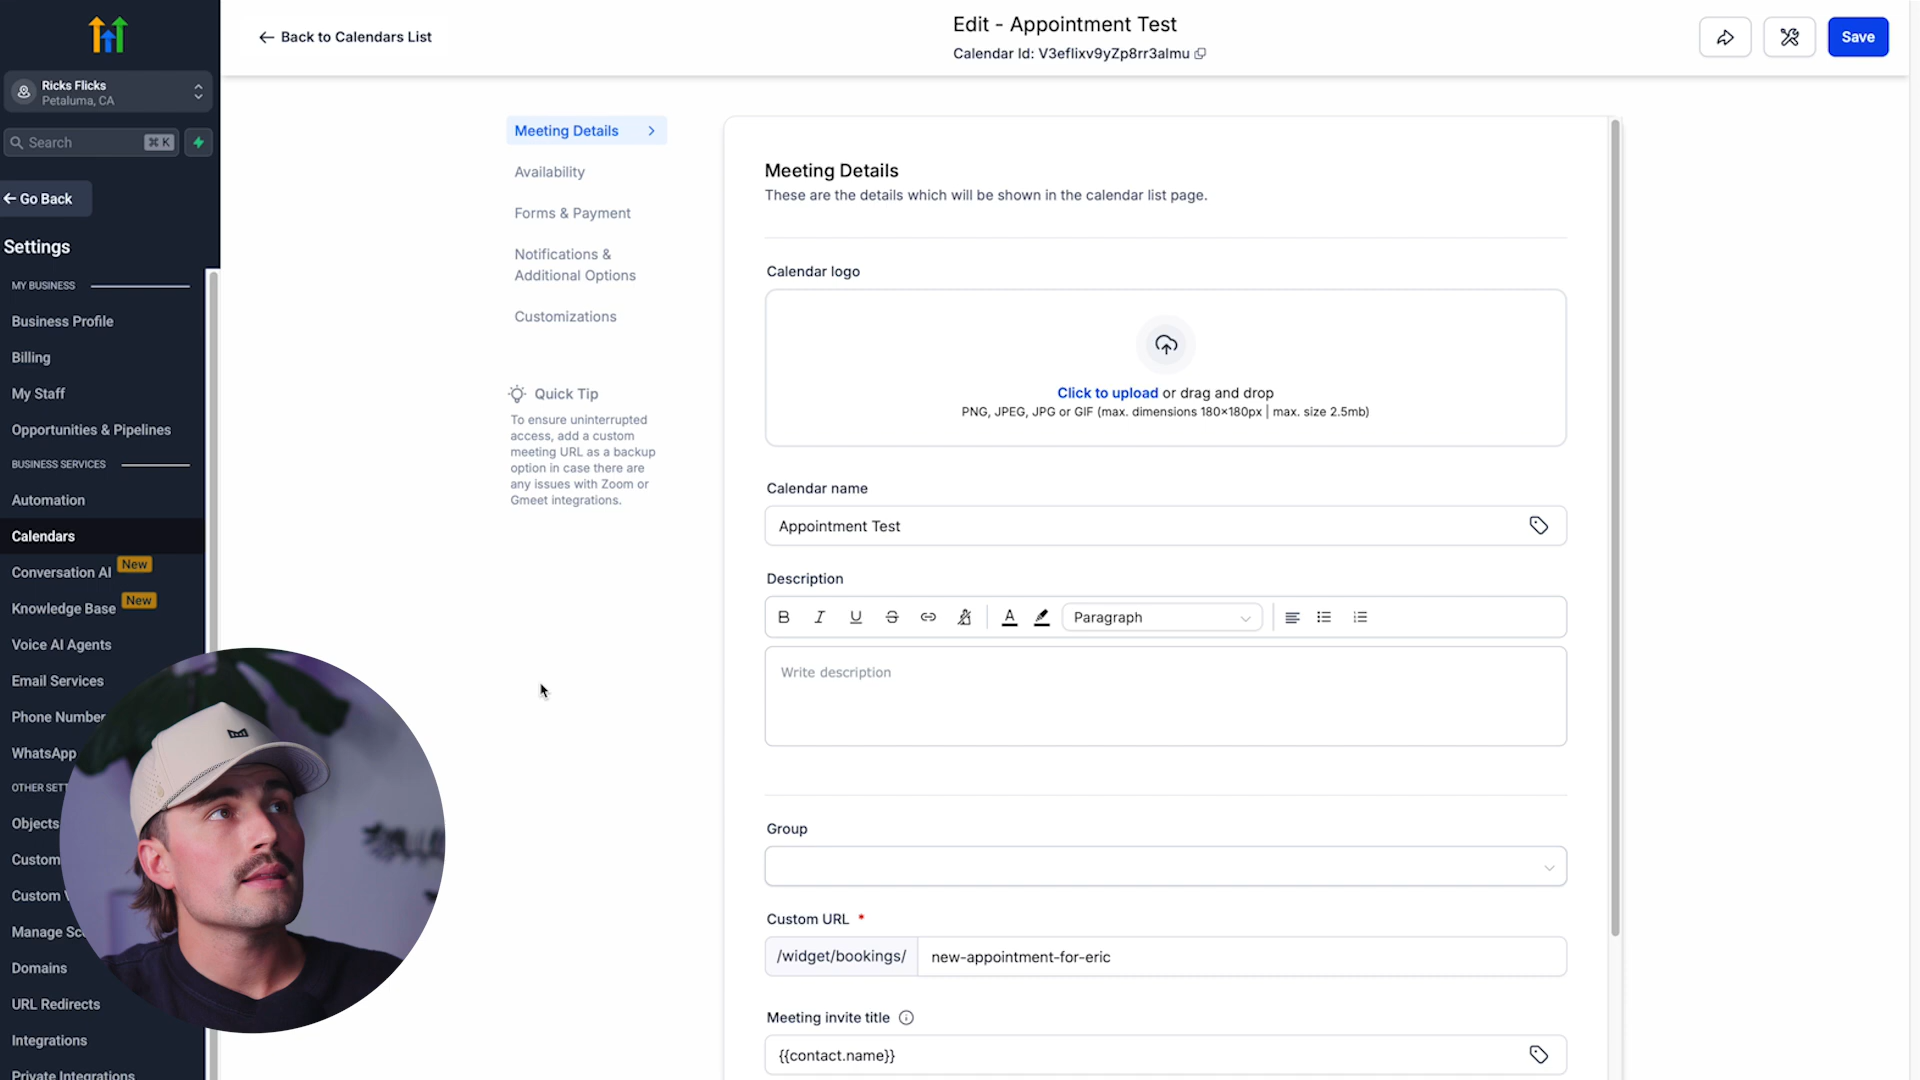 Ricks Flicks
Petaluma, CA
Search
⌘ K
Go Back
Settings
MY BUSINESS
Business Profile
Billing
My Staff
Opportunities & Pipelines
BUSINESS SERVICES
Automation
Calendars
Conversation AI New
Knowledge Base New
Voice AI Agents
Email Services
Phone Number
WhatsApp
OTHER SETT
Objects
Custom
Custom
Manage Sc
Domains
URL Redirects
Integrations
Private Integrations
Back to Calendars List
Edit - Appointment Test
Calendar Id: V3eflixv9yZp8rr3almu
Save
Meeting Details
Availability
Forms & Payment
Notifications &
Additional Options
Customizations
Quick Tip
To ensure uninterrupted
access, add a custom
meeting URL as a backup
option in case there are
any issues with Zoom or
Gmeet integrations.
Meeting Details
These are the details which will be shown in the calendar list page.
Calendar logo
Click to upload or drag and drop
PNG, JPEG, JPG or GIF (max. dimensions 180×180px | max. size 2.5mb)
Calendar name
Appointment Test
Description
B I U S A Paragraph
Write description
Group
Custom URL *
/widget/bookings/ new-appointment-for-eric
Meeting invite title
{{contact.name}}